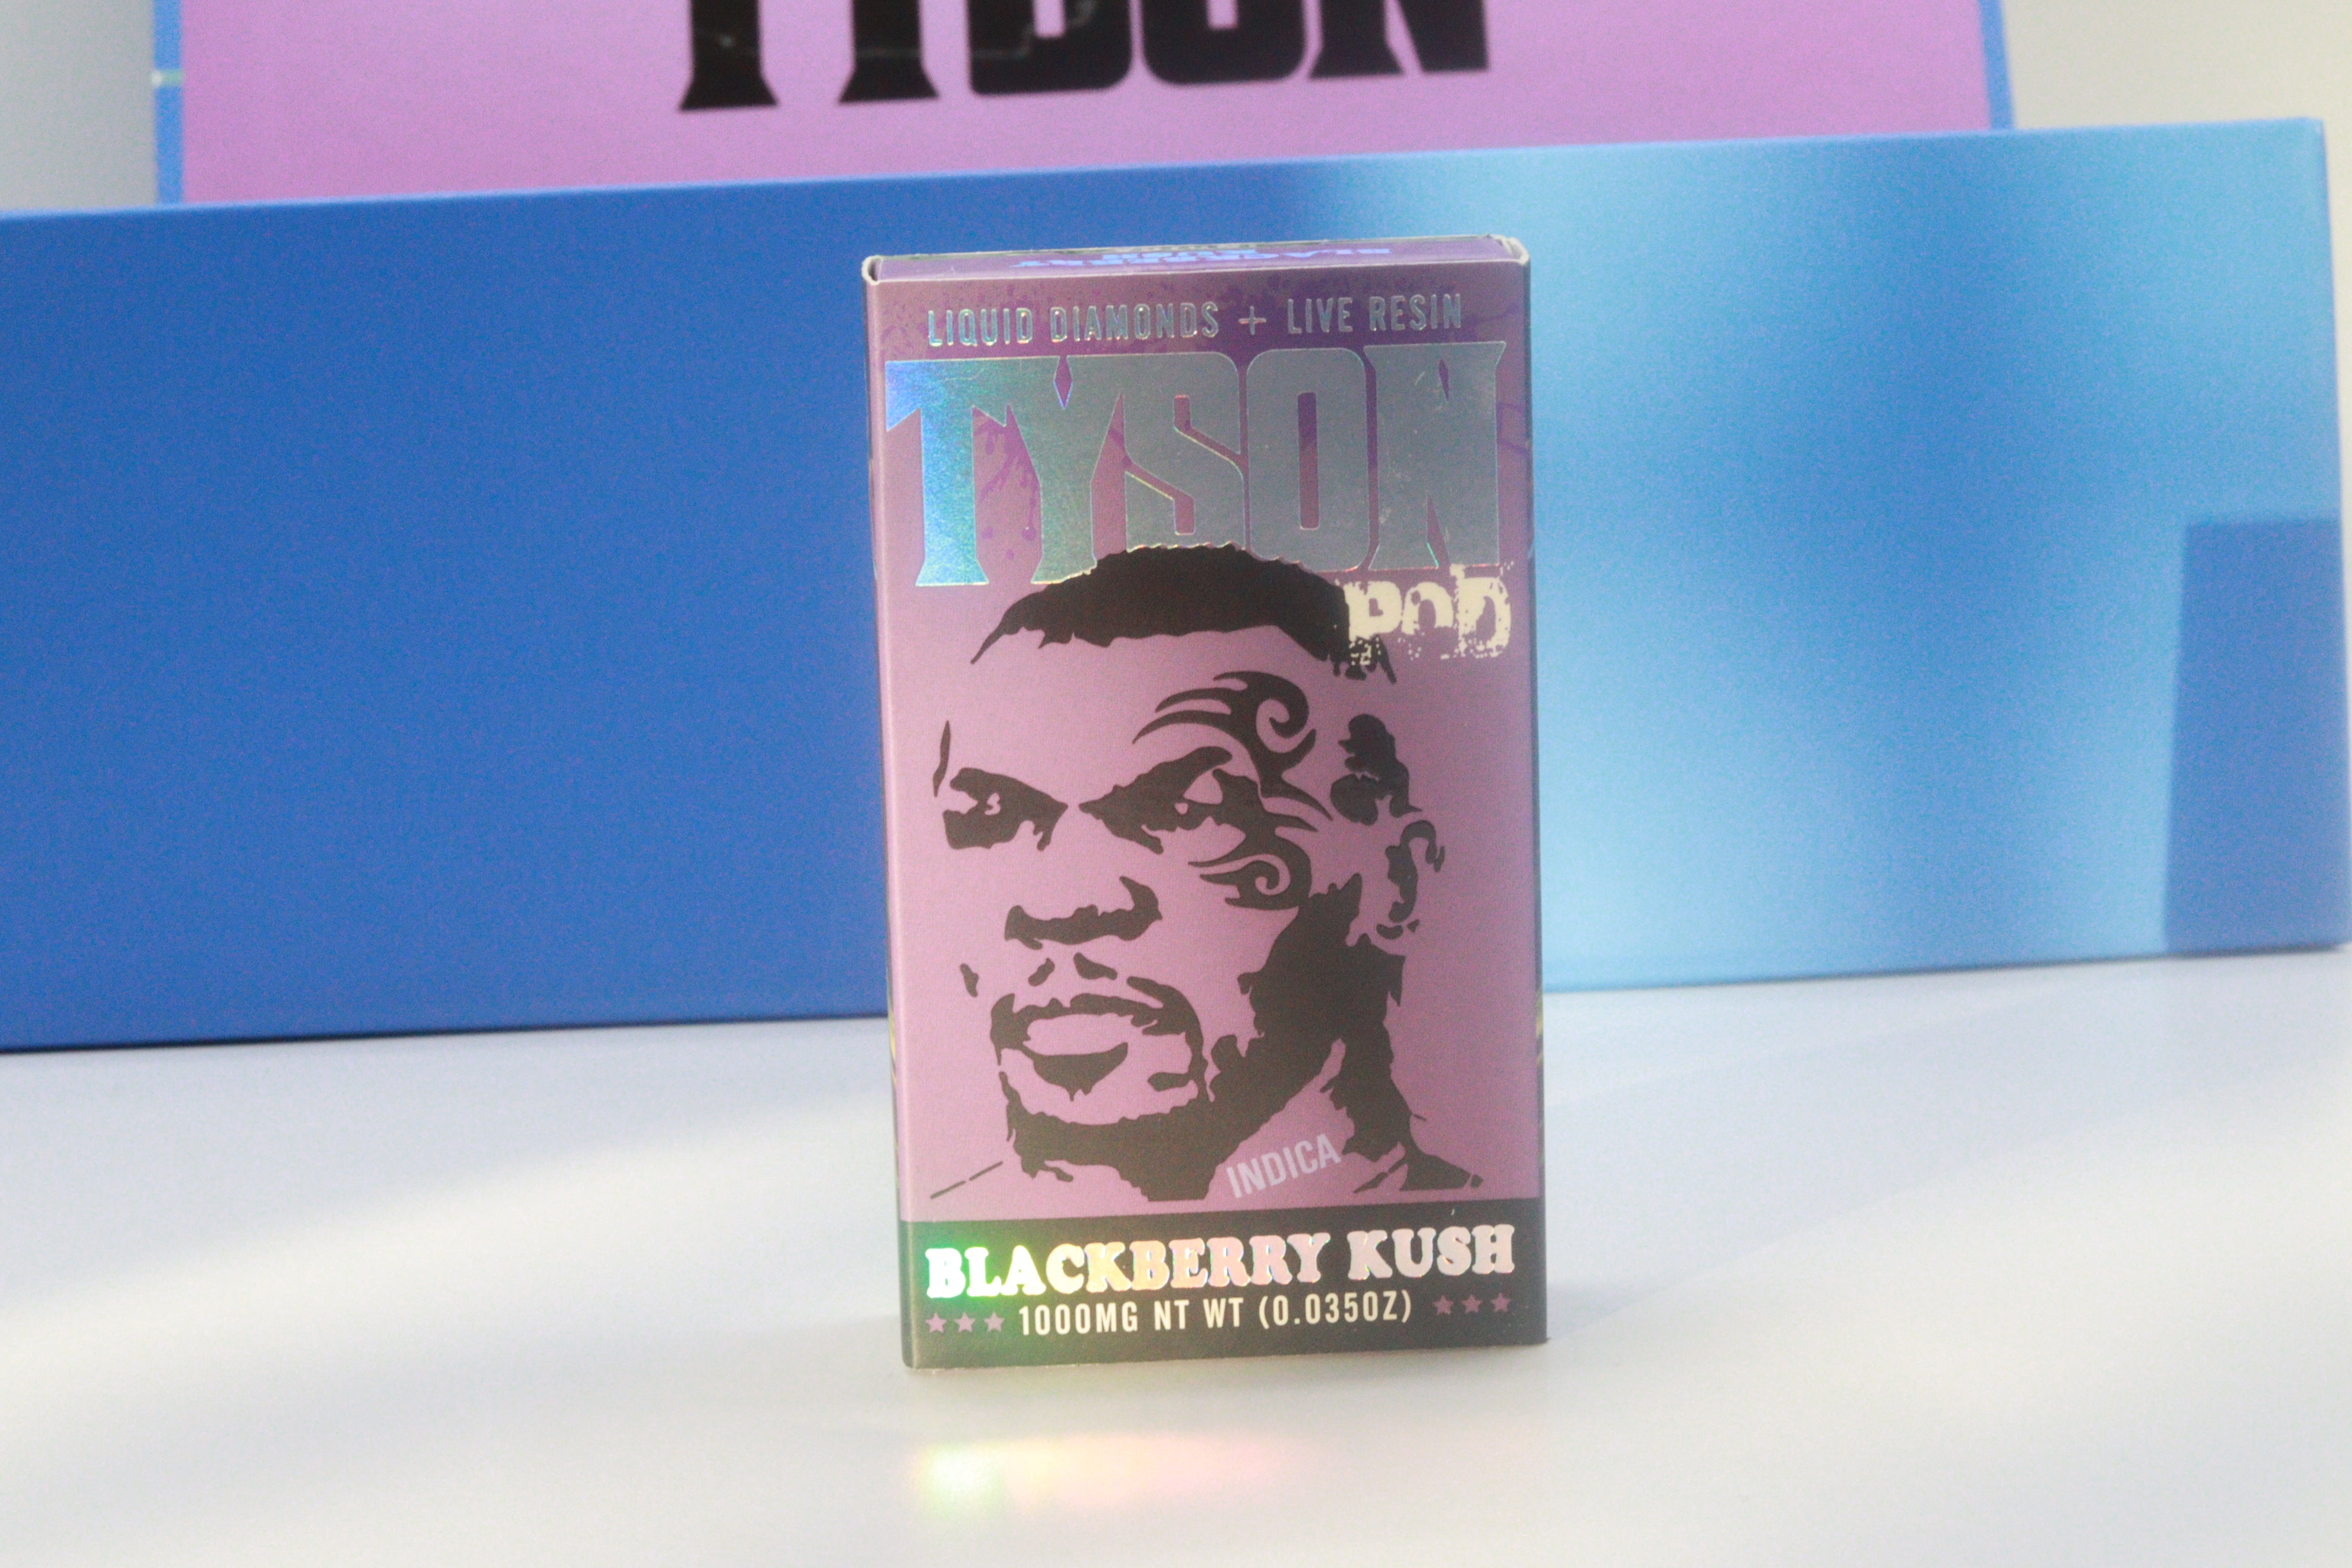 TYSON
LIQUID DIAMONDS + LIVE RESIN
TYSON
POD
INDICA
BLACKBERRY KUSH
1000MG NT WT (0.035OZ)